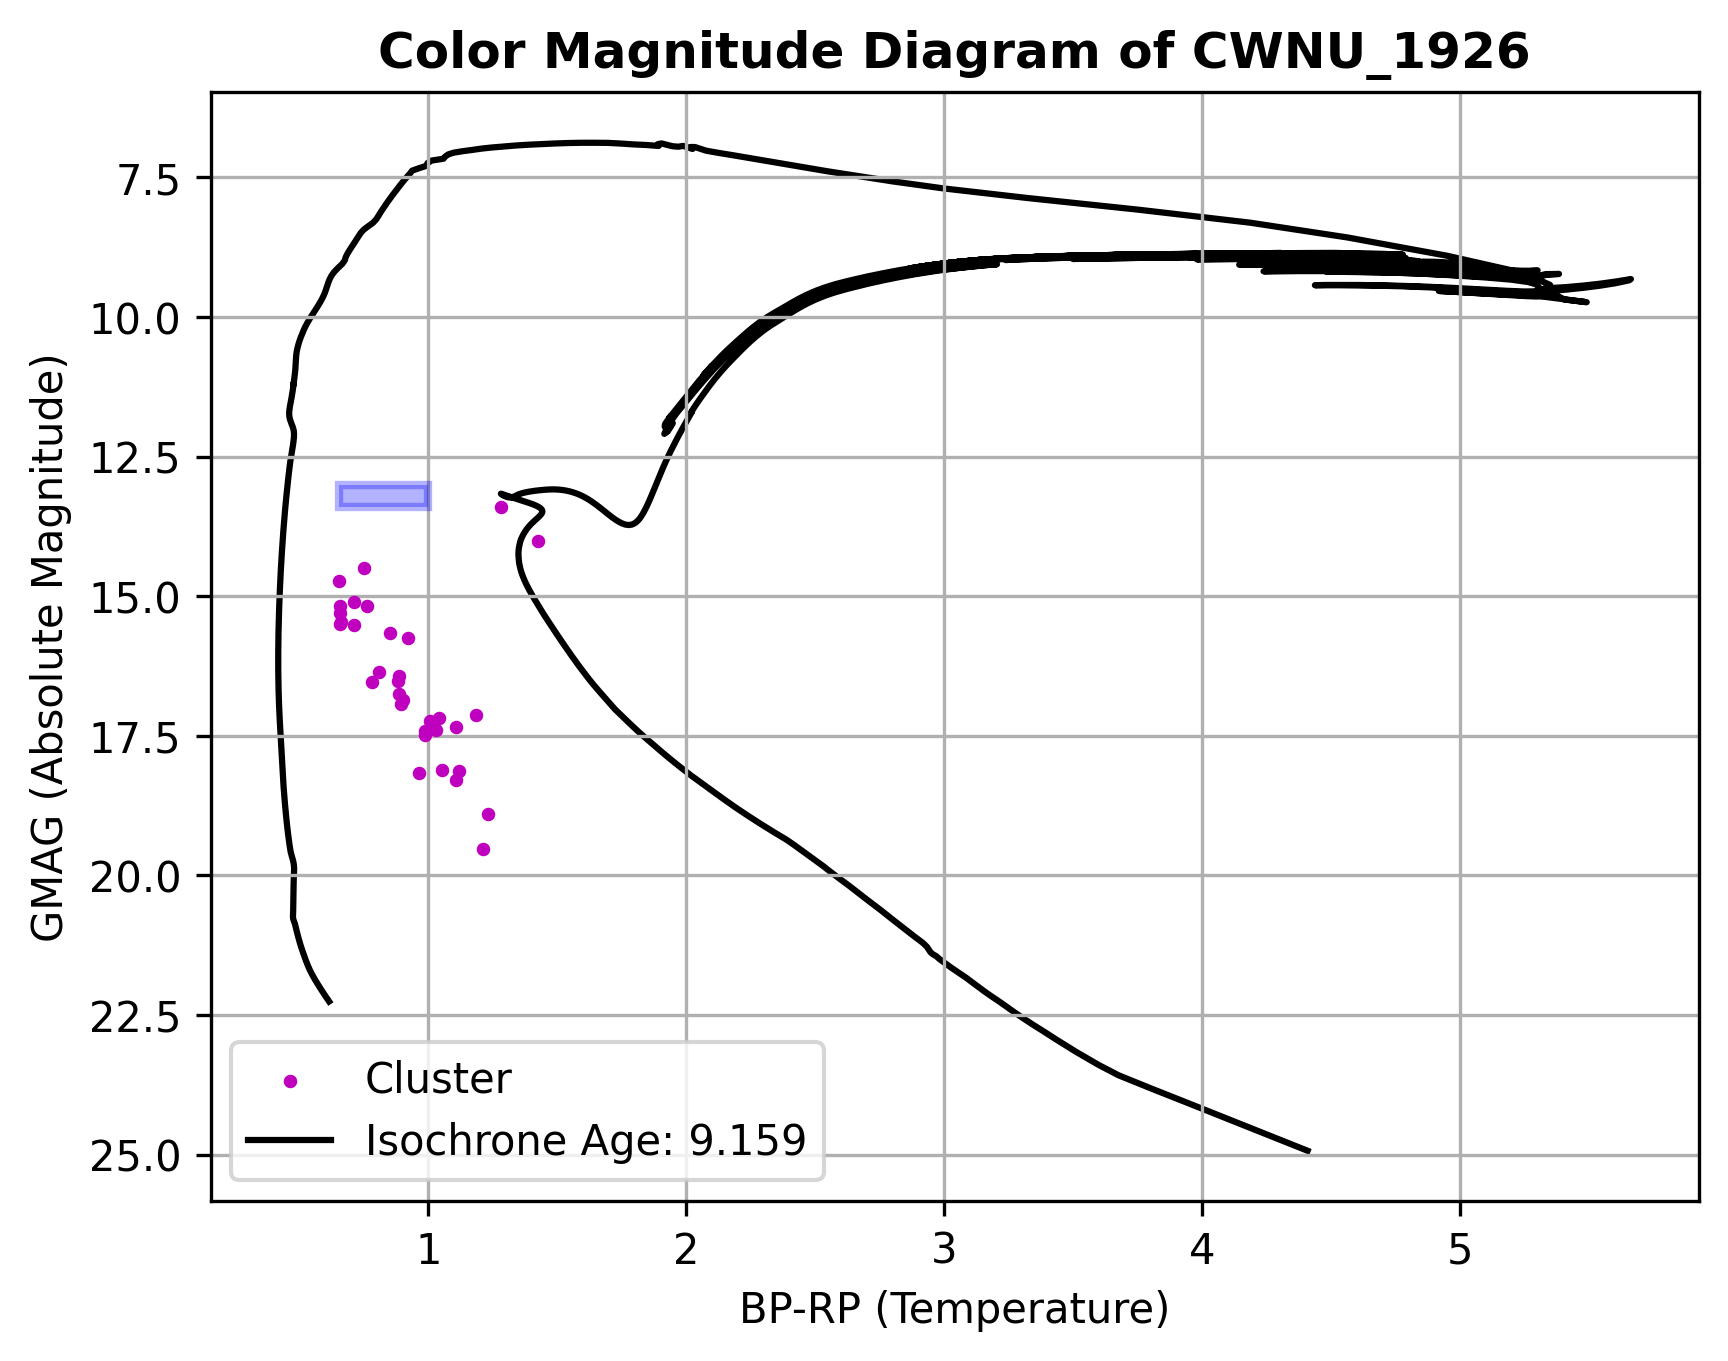 Color Magnitude Diagram of CWNU_1926
GMAG (Absolute Magnitude)
7.5
10.0
12.5
15.0
17.5
20.0
22.5
25.0
Cluster
Isochrone Age: 9.159
1 2 3 4 5
BP-RP (Temperature)